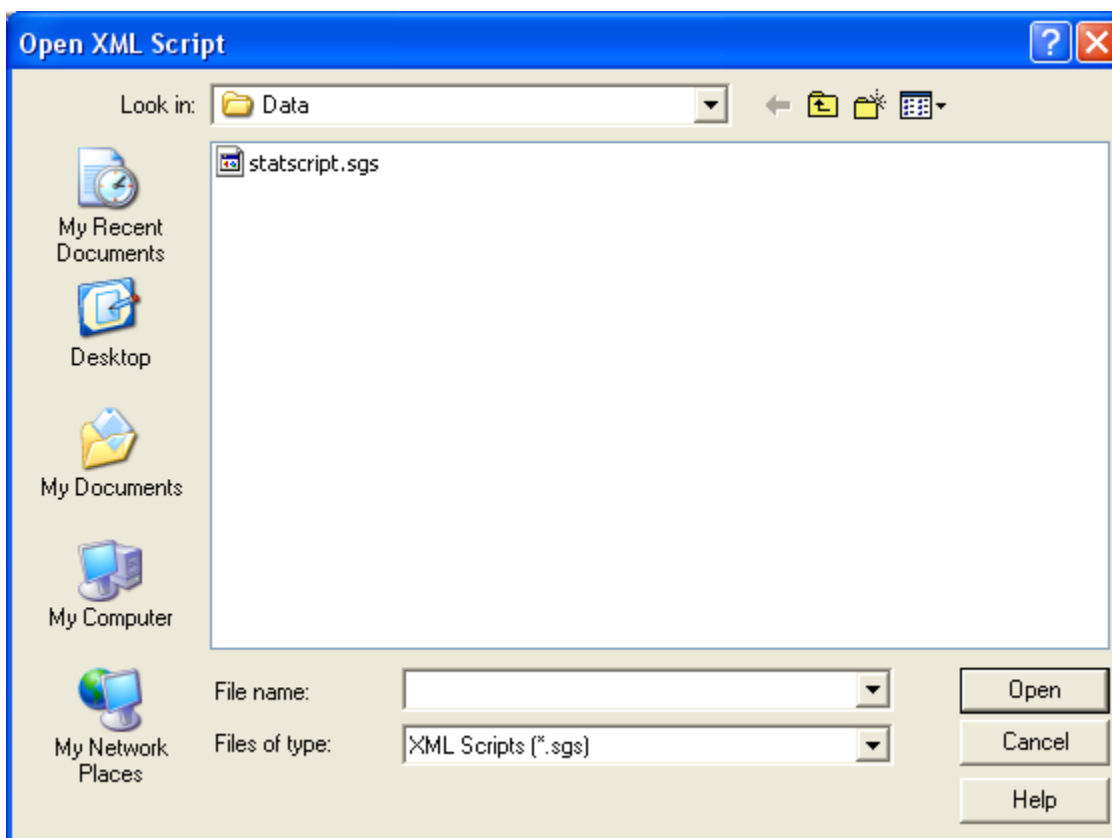 Open XML Script
Look in:
Data
statscript.sgs
My Recent
Documents
Desktop
My Documents
My Computer
My Network
Places
File name:
Files of type:
XML Scripts (*.sgs)
Open
Cancel
Help